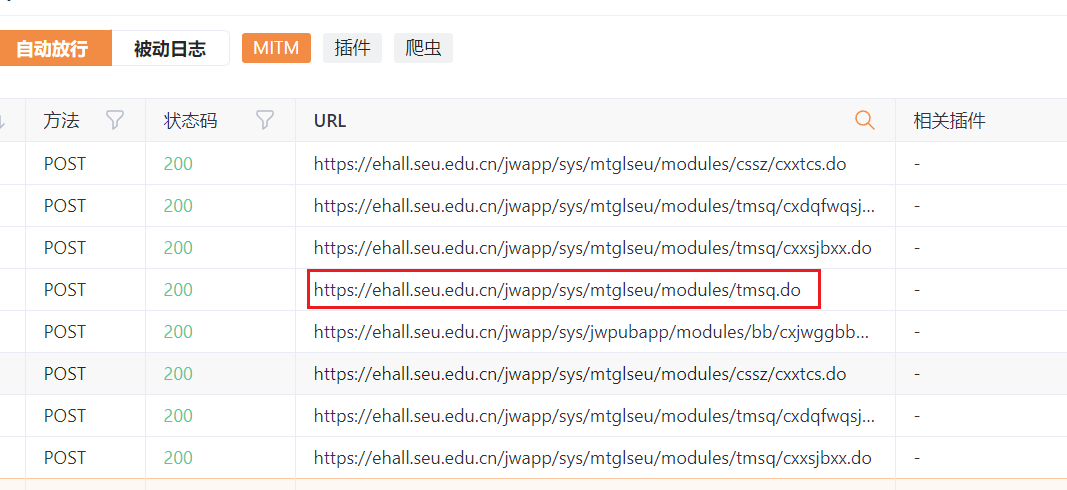 自动放行 被动日志 MITM 插件 爬虫
方法 状态码 URL 相关插件
POST 200 https://ehall.seu.edu.cn/jwapp/sys/mtglseu/modules/cssz/cxxtcs.do -
POST 200 https://ehall.seu.edu.cn/jwapp/sys/mtglseu/modules/tmsq/cxdqfwqsj... -
POST 200 https://ehall.seu.edu.cn/jwapp/sys/mtglseu/modules/tmsq/cxxsjbxx.do -
POST 200 https://ehall.seu.edu.cn/jwapp/sys/mtglseu/modules/tmsq.do -
POST 200 https://ehall.seu.edu.cn/jwapp/sys/jwpubapp/modules/bb/cxjwggbb... -
POST 200 https://ehall.seu.edu.cn/jwapp/sys/mtglseu/modules/cssz/cxxtcs.do -
POST 200 https://ehall.seu.edu.cn/jwapp/sys/mtglseu/modules/tmsq/cxdqfwqsj... -
POST 200 https://ehall.seu.edu.cn/jwapp/sys/mtglseu/modules/tmsq/cxxsjbxx.do -